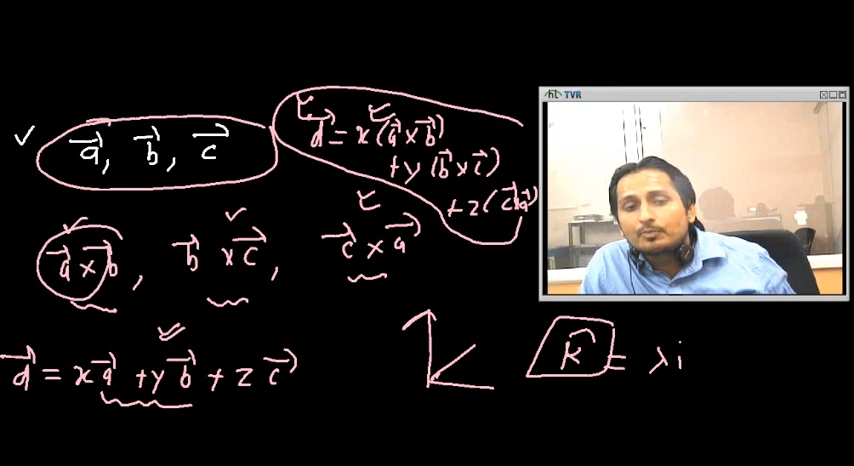 TVR
a⃗, b⃗, c⃗
d⃗ = x(a⃗ × b⃗)
+ y (b⃗ × c⃗)
+ z (c⃗ × a⃗)
a⃗ × b⃗, b⃗ × c⃗, c⃗ × a⃗
d⃗ = x a⃗ + y b⃗ + z c⃗
k̂ = λ i